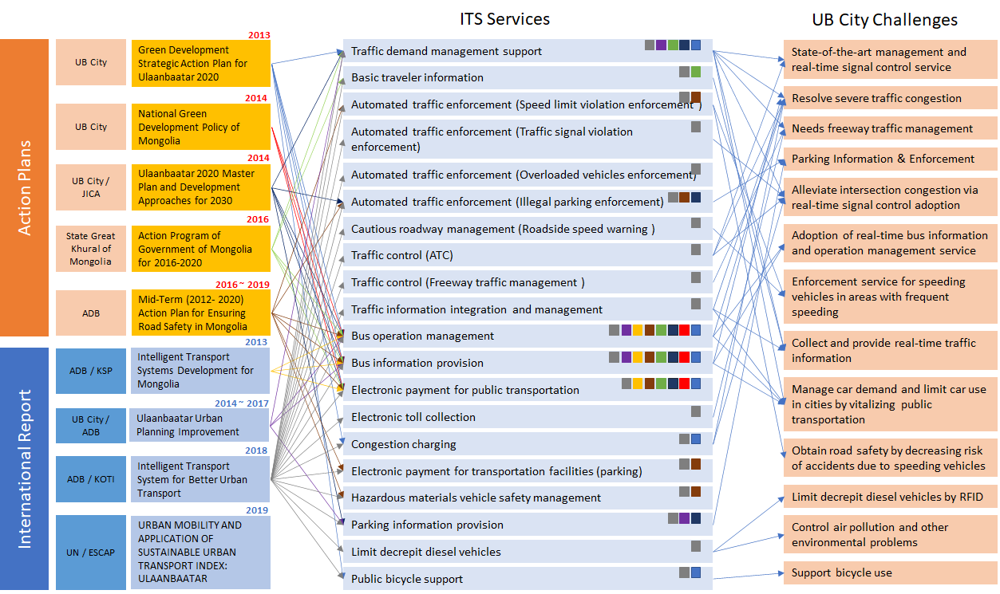 ITS Services
UB City Challenges
Action Plans
2013
UB City
Green Development
Strategic Action Plan for
Ulaanbaatar 2020
2014
UB City
National Green
Development Policy of
Mongolia
2014
UB City /
JICA
Ulaanbaatar 2020 Master
Plan and Development
Approaches for 2030
2016
State Great
Khural of
Mongolia
Action Program of
Government of Mongolia
for 2016-2020
2016 ~ 2019
ADB
Mid-Term (2012- 2020)
Action Plan for Ensuring
Road Safety in Mongolia
International Report
2013
ADB / KSP
Intelligent Transport
Systems Development for
Mongolia
2014 ~ 2017
UB City /
ADB
Ulaanbaatar Urban
Planning Improvement
2018
ADB / KOTI
Intelligent Transport
System for Better Urban
Transport
2019
UN / ESCAP
URBAN MOBILITY AND
APPLICATION OF
SUSTAINABLE URBAN
TRANSPORT INDEX:
ULAANBAATAR
Traffic demand management support
Basic traveler information
Automated traffic enforcement (Speed limit violation enforcement )
Automated traffic enforcement (Traffic signal violation
enforcement)
Automated traffic enforcement (Overloaded vehicles enforcement)
Automated traffic enforcement (Illegal parking enforcement)
Cautious roadway management (Roadside speed warning )
Traffic control (ATC)
Traffic control (Freeway traffic management )
Traffic information integration and management
Bus operation management
Bus information provision
Electronic payment for public transportation
Electronic toll collection
Congestion charging
Electronic payment for transportation facilities (parking)
Hazardous materials vehicle safety management
Parking information provision
Limit decrepit diesel vehicles
Public bicycle support
State-of-the-art management and
real-time signal control service
Resolve severe traffic congestion
Needs freeway traffic management
Parking Information & Enforcement
Alleviate intersection congestion via
real-time signal control adoption
Adoption of real-time bus information
and operation management service
Enforcement service for speeding
vehicles in areas with frequent
speeding
Collect and provide real-time traffic
information
Manage car demand and limit car use
in cities by vitalizing public
transportation
Obtain road safety by decreasing risk
of accidents due to speeding vehicles
Limit decrepit diesel vehicles by RFID
Control air pollution and other
environmental problems
Support bicycle use